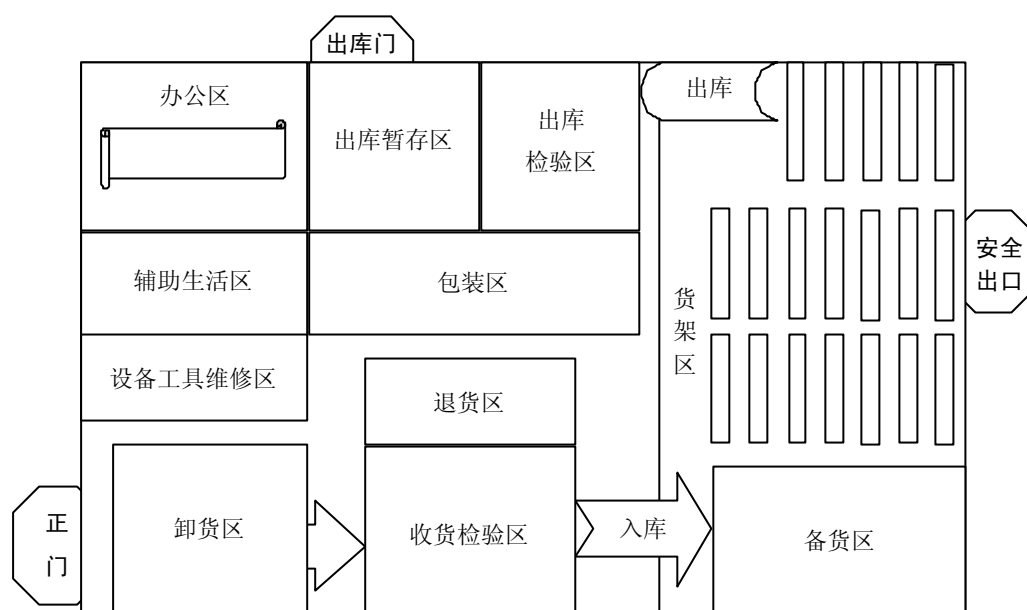 出库门
办公区
出库暂存区
出库
检验区
出库
辅助生活区
包装区
安全
出口
货
架
区
设备工具维修区
退货区
正
门
卸货区
收货检验区
入库
备货区